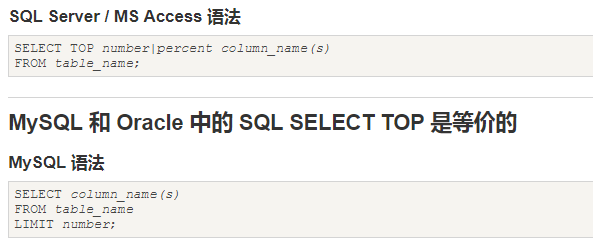 SQL Server / MS Access 语法
SELECT TOP number|percent column_name(s)
FROM table_name;
MySQL 和 Oracle 中的 SQL SELECT TOP 是等价的
MySQL 语法
SELECT column_name(s)
FROM table_name
LIMIT number;